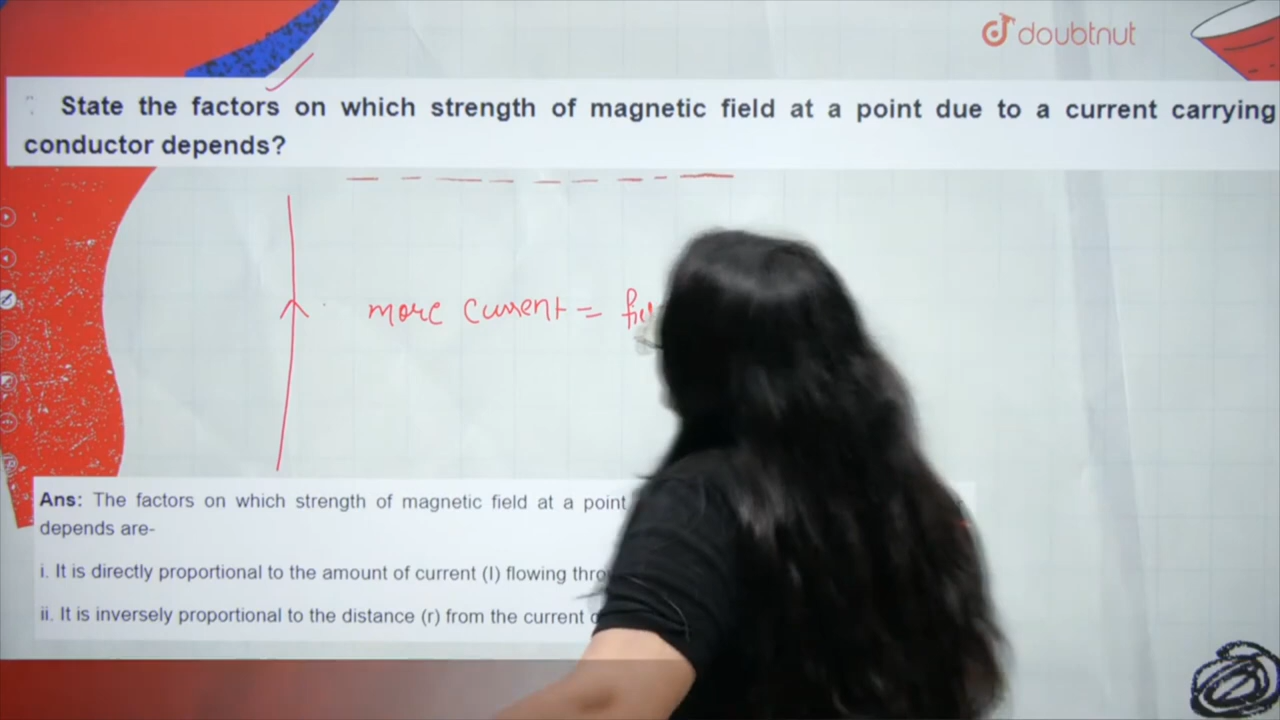 doubtnut
State the factors on which strength of magnetic field at a point due to a current carrying
conductor depends?
more current =
Ans: The factors on which strength of magnetic field at a point
depends are-
i. It is directly proportional to the amount of current (I) flowing
ii. It is inversely proportional to the distance (r) from the current